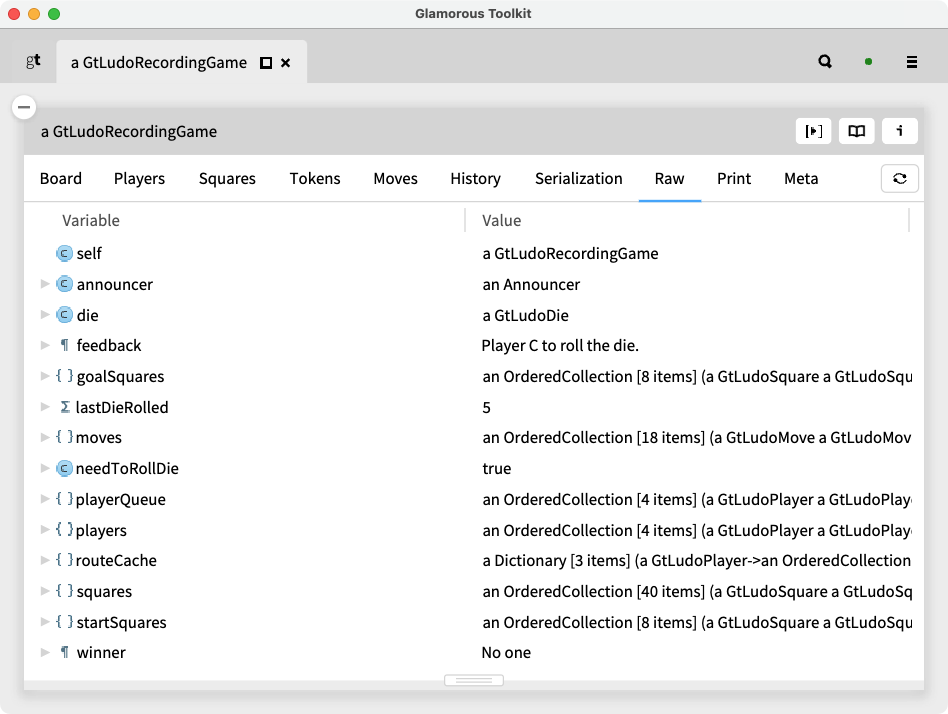 Glamorous Toolkit
gt a GtLudoRecordingGame
a GtLudoRecordingGame
Board Players Squares Tokens Moves History Serialization Raw Print Meta
Variable Value
C self a GtLudoRecordingGame
C announcer an Announcer
C die a GtLudoDie
¶ feedback Player C to roll the die.
{ } goalSquares an OrderedCollection [8 items] (a GtLudoSquare a GtLudoSqu
Σ lastDieRolled 5
{ } moves an OrderedCollection [18 items] (a GtLudoMove a GtLudoMov
C needToRollDie true
{ } playerQueue an OrderedCollection [4 items] (a GtLudoPlayer a GtLudoPlaye
{ } players an OrderedCollection [4 items] (a GtLudoPlayer a GtLudoPlaye
{ } routeCache a Dictionary [3 items] (a GtLudoPlayer->an OrderedCollection
{ } squares an OrderedCollection [40 items] (a GtLudoSquare a GtLudoSq
{ } startSquares an OrderedCollection [8 items] (a GtLudoSquare a GtLudoSqu
¶ winner No one